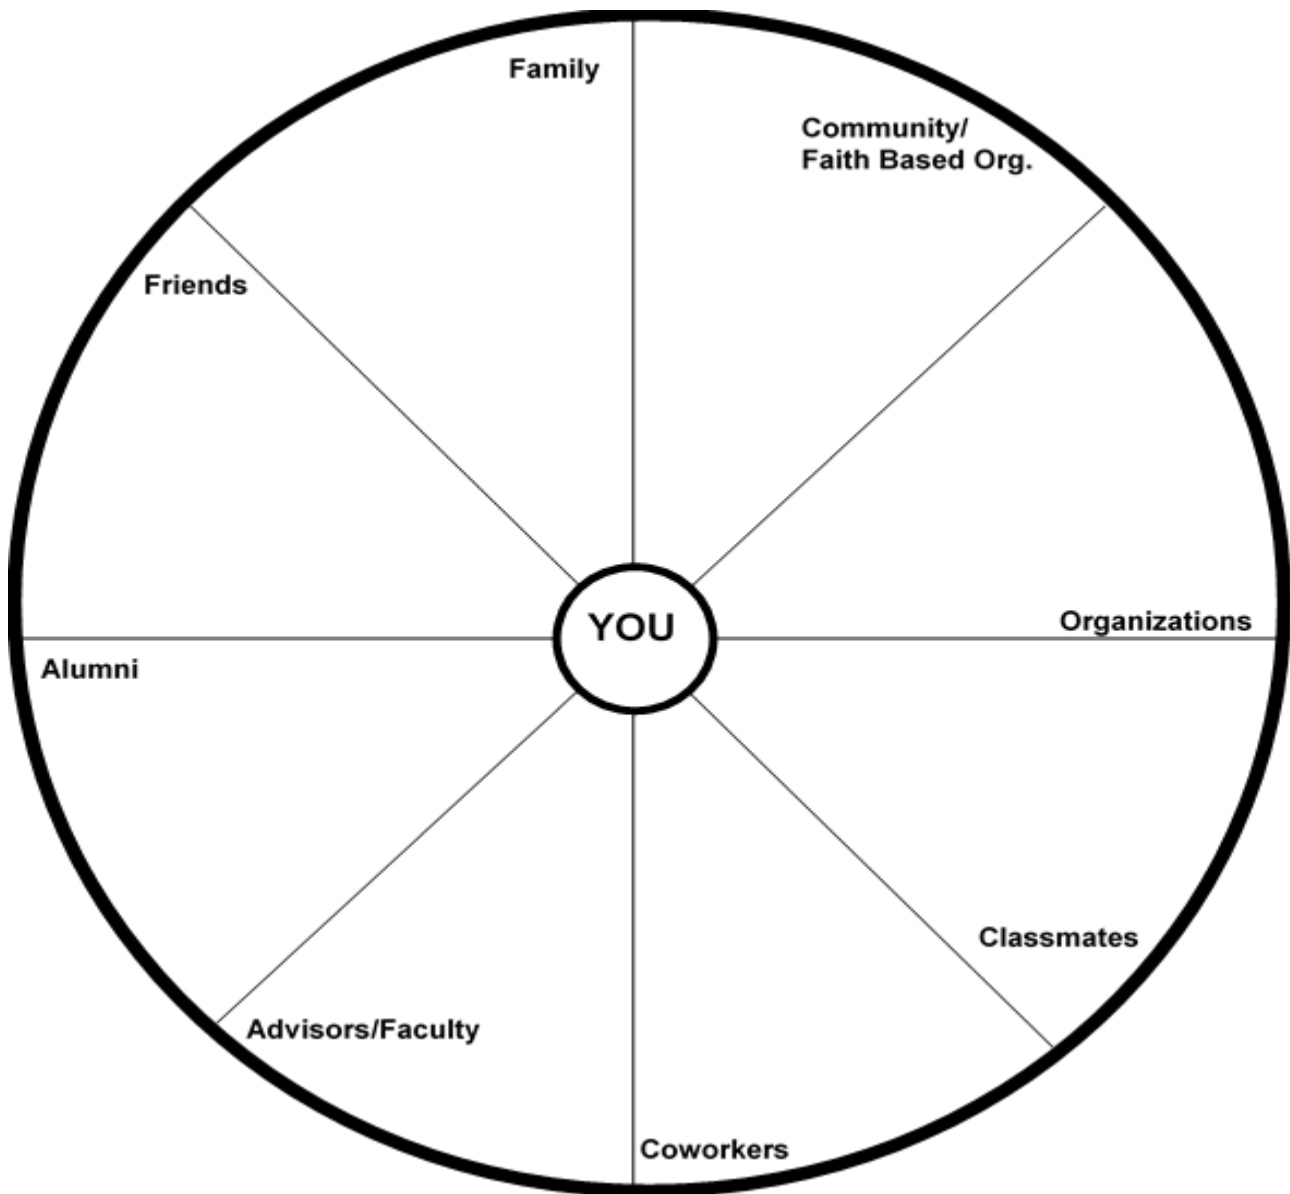 Family
Community/
Faith Based Org.
Friends
YOU
Organizations
Alumni
Classmates
Advisors/Faculty
Coworkers